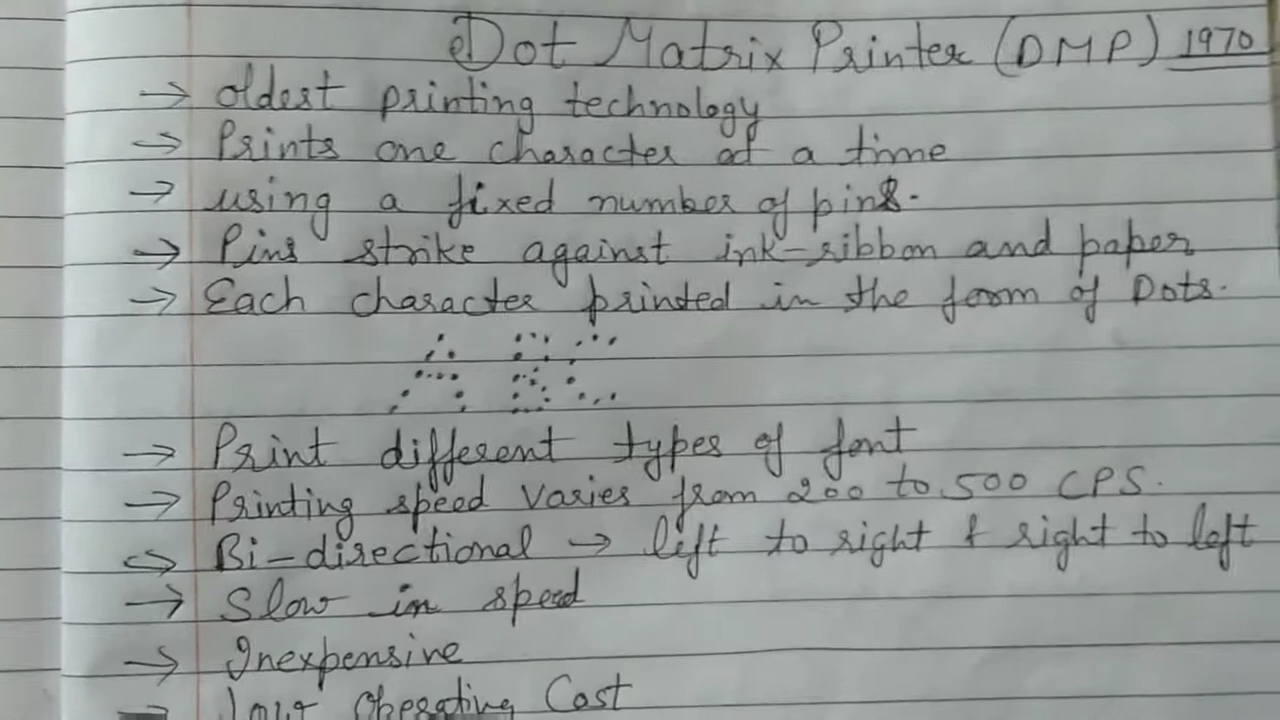 Dot Matrix Printer (DMP) 1970
→ Oldest printing technology
→ Prints one character at a time
→ using a fixed number of pins.
→ Pins strike against ink-ribbon and paper
→ Each character printed in the form of Dots.
→ Print different types of font
→ Printing speed varies from 200 to 500 CPS.
→ Bi-directional → left to right & right to left
→ Slow in speed
→ Inexpensive
→ Low Operating Cost